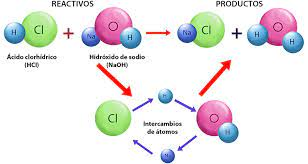 REACTIVOS
PRODUCTOS
H
Cl
+
Na
O
H
Na
Cl
+
H
O
H
Ácido clorhídrico
(HCl)
Hidróxido de sodio
(NaOH)
Cl
H
Intercambios
de átomos
Na
O
H